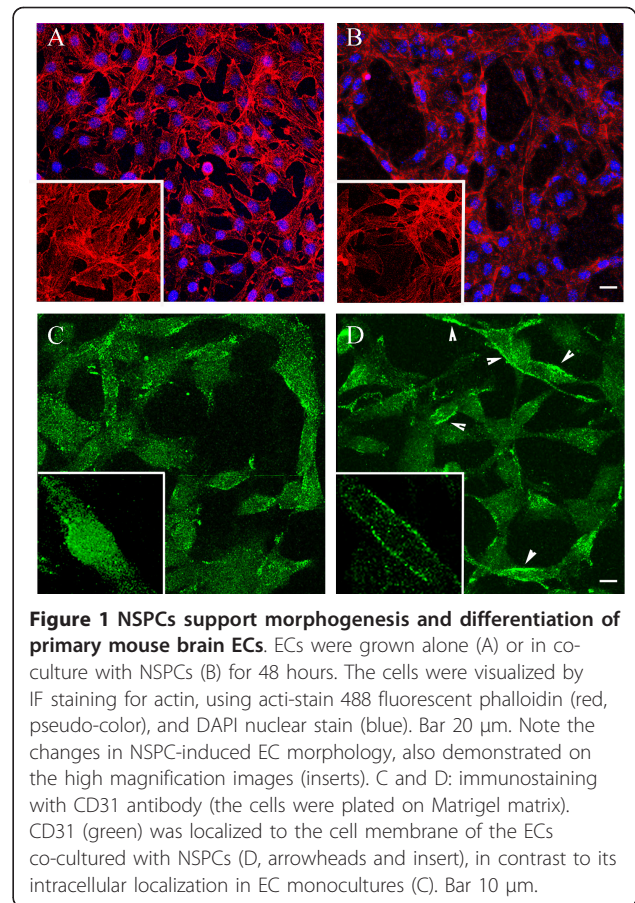 A
B
C
D
Figure 1 NSPCs support morphogenesis and differentiation of
primary mouse brain ECs. ECs were grown alone (A) or in co-
culture with NSPCs (B) for 48 hours. The cells were visualized by
IF staining for actin, using acti-stain 488 fluorescent phalloidin (red,
pseudo-color), and DAPI nuclear stain (blue). Bar 20 μm. Note the
changes in NSPC-induced EC morphology, also demonstrated on
the high magnification images (inserts). C and D: immunostaining
with CD31 antibody (the cells were plated on Matrigel matrix).
CD31 (green) was localized to the cell membrane of the ECs
co-cultured with NSPCs (D, arrowheads and insert), in contrast to its
intracellular localization in EC monocultures (C). Bar 10 μm.